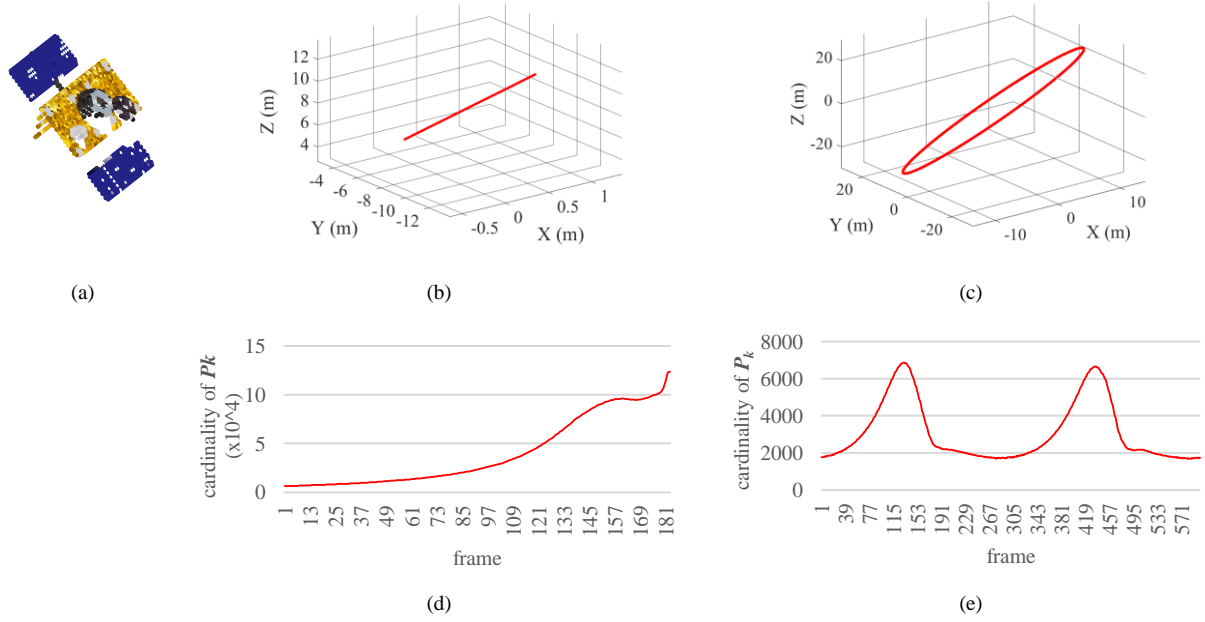 12
10
8
6
4
Z (m)
-4
-6
-8
-10
-12
Y (m)
-0.5
0
0.5
1
X (m)
20
0
-20
Z (m)
20
0
-20
Y (m)
-10
0
10
X (m)
(a)
(b)
(c)
cardinality of Pk
(x10^4)
15
10
5
0
1 13 25 37 49 61 73 85 97 109 121 133 145 157 169 181
frame
cardinality of Pk
8000
6000
4000
2000
0
1 39 77 115 153 191 229 267 305 343 381 419 457 495 533 571
frame
(d)
(e)